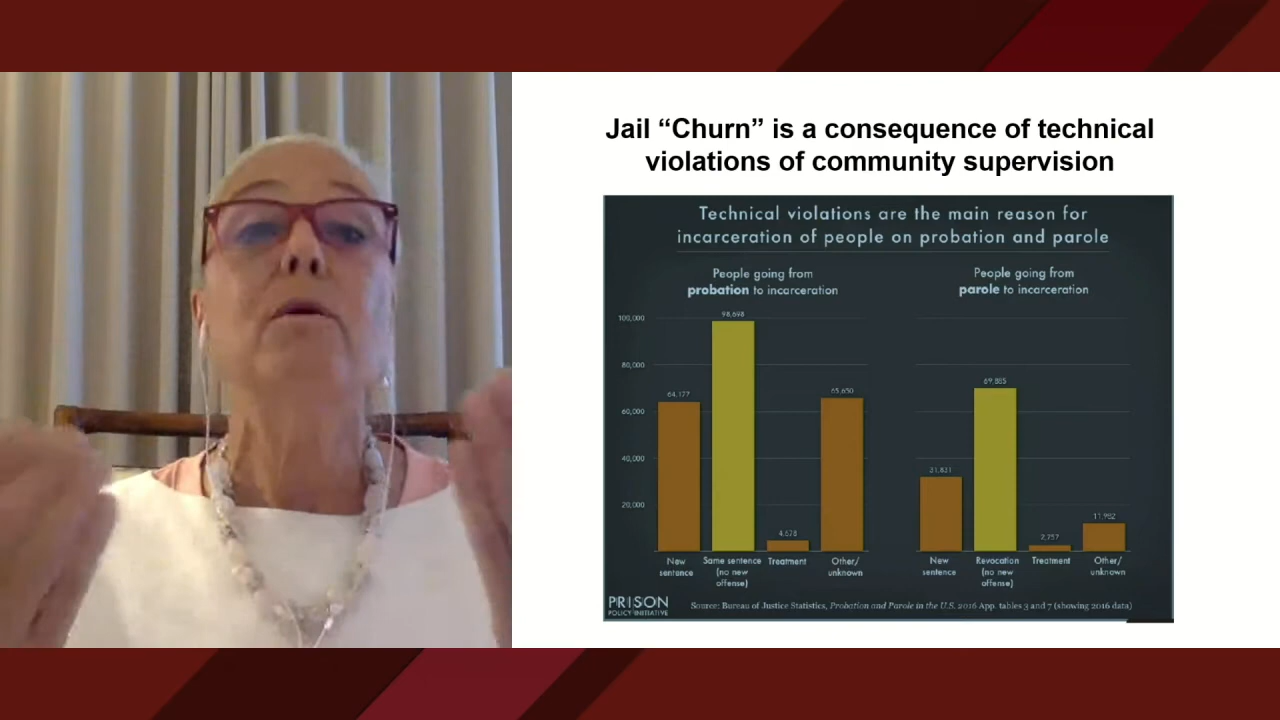 Jail “Churn” is a consequence of technical
violations of community supervision
Technical violations are the main reason for
incarceration of people on probation and parole
People going from
probation to incarceration
100,000
80,000
60,000
40,000
20,000
64,177
98,698
4,678
65,650
New
sentence
Same sentence
(no new
offense)
Treatment
Other/
unknown
People going from
parole to incarceration
31,831
69,885
2,757
11,982
New
sentence
Revocation
(no new
offense)
Treatment
Other/
unknown
PRISON
POLICY INITIATIVE
Source: Bureau of Justice Statistics, Probation and Parole in the U.S. 2016 App. tables 3 and 7 (showing 2016 data)